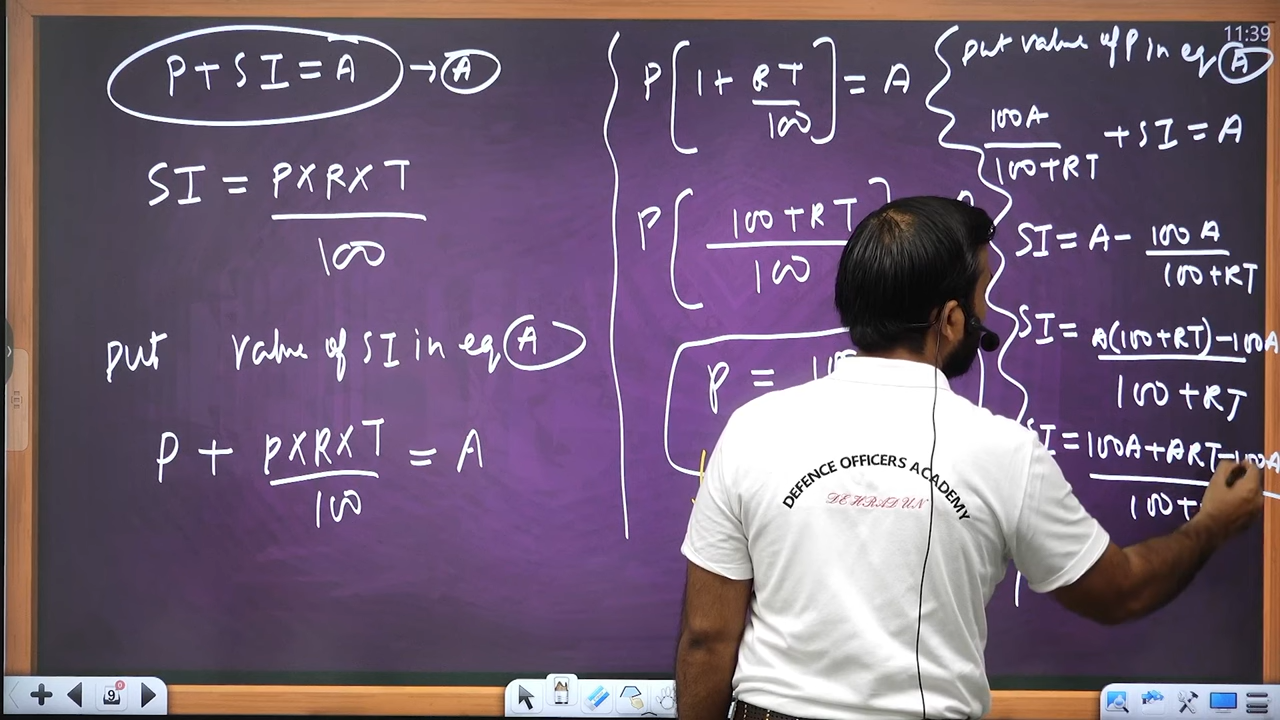 P + SI = A → A
SI = P×R×T
100
Put value of SI in eq A
P + P×R×T = A
100
P[1 + RT] = A
100
P[100 + RT]
100
P =
Put value of P in eq A
100A + SI = A
100+RT
SI = A - 100A
100+RT
SI = A(100+RT)-100A
100+RT
SI = 100A+ART-100A
100+
DEFENCE OFFICERS ACADEMY
DEHRADUN
11:39
9